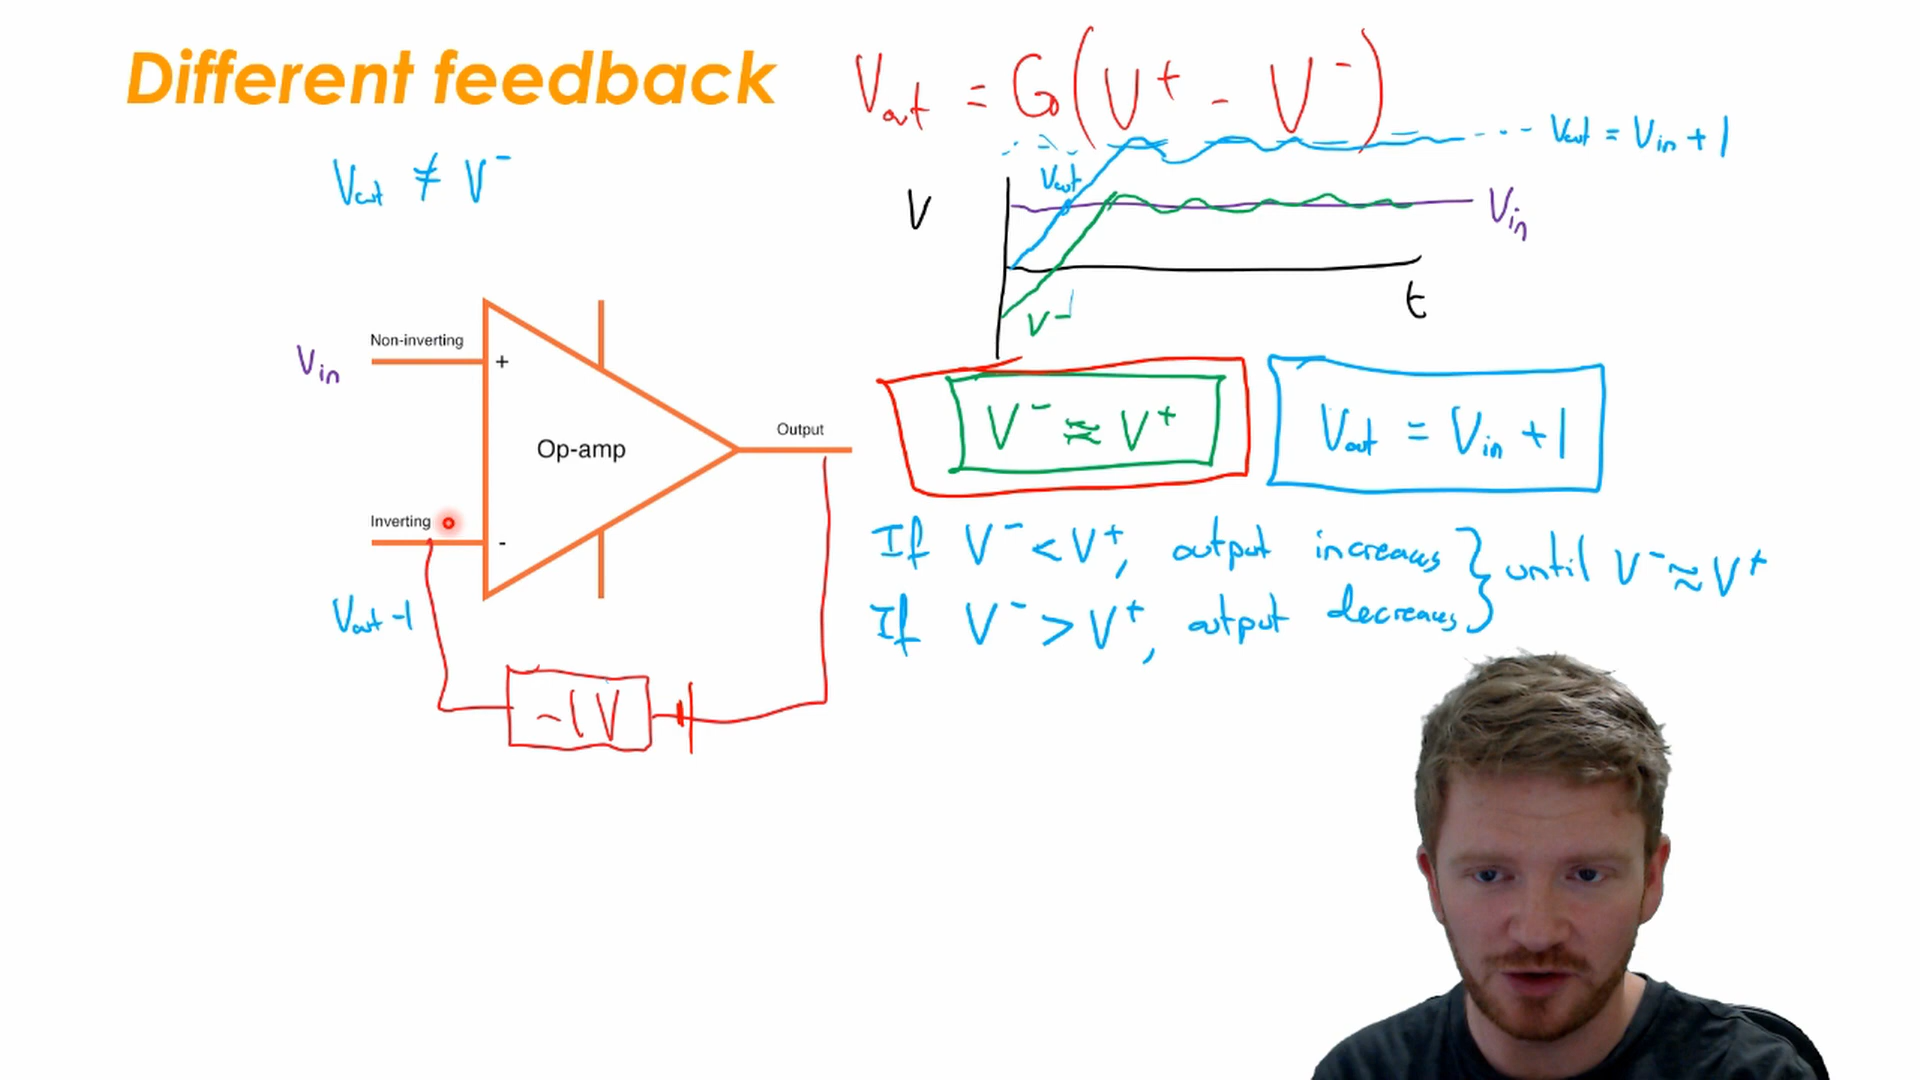 Different feedback
Vout = G0(V+ - V-)
Vout ≠ V-
Vout = Vin + 1
Vout
V
Vin
t
V-
Non-inverting
Vin
+
Op-amp
Output
Inverting
-
Vout -1
-1V
V- ≈ V+
Vout = Vin +1
If V- < V+, output increases } until V- ≈ V+
If V- > V+, output decreases